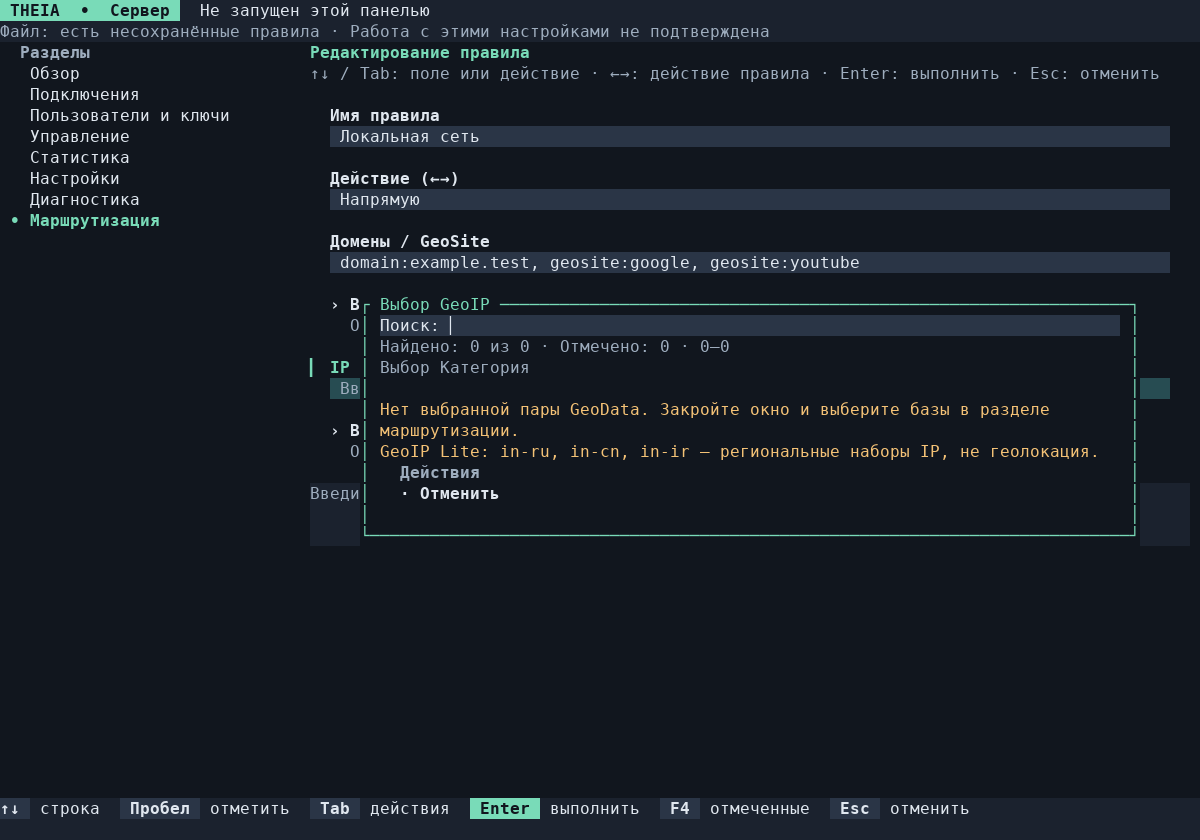 THEIA • Сервер Не запущен этой панелью
Файл: есть несохранённые правила · Работа с этими настройками не подтверждена
Разделы
Обзор
Подключения
Пользователи и ключи
Управление
Статистика
Настройки
Диагностика
• Маршрутизация
Редактирование правила
↑↓ / Tab: поле или действие · ←→: действие правила · Enter: выполнить · Esc: отменить
Имя правила
Локальная сеть
Действие (←→)
Напрямую
Домены / GeoSite
domain:example.test, geosite:google, geosite:youtube
› В
О
IP
Вв
› В
О
Введи
Выбор GeoIP
Поиск:
Найдено: 0 из 0 · Отмечено: 0 · 0–0
Выбор Категория
Нет выбранной пары GeoData. Закройте окно и выберите базы в разделе
маршрутизации.
GeoIP Lite: in-ru, in-cn, in-ir — региональные наборы IP, не геолокация.
Действия
· Отменить
↑↓ строка Пробел отметить Tab действия Enter выполнить F4 отмеченные Esc отменить